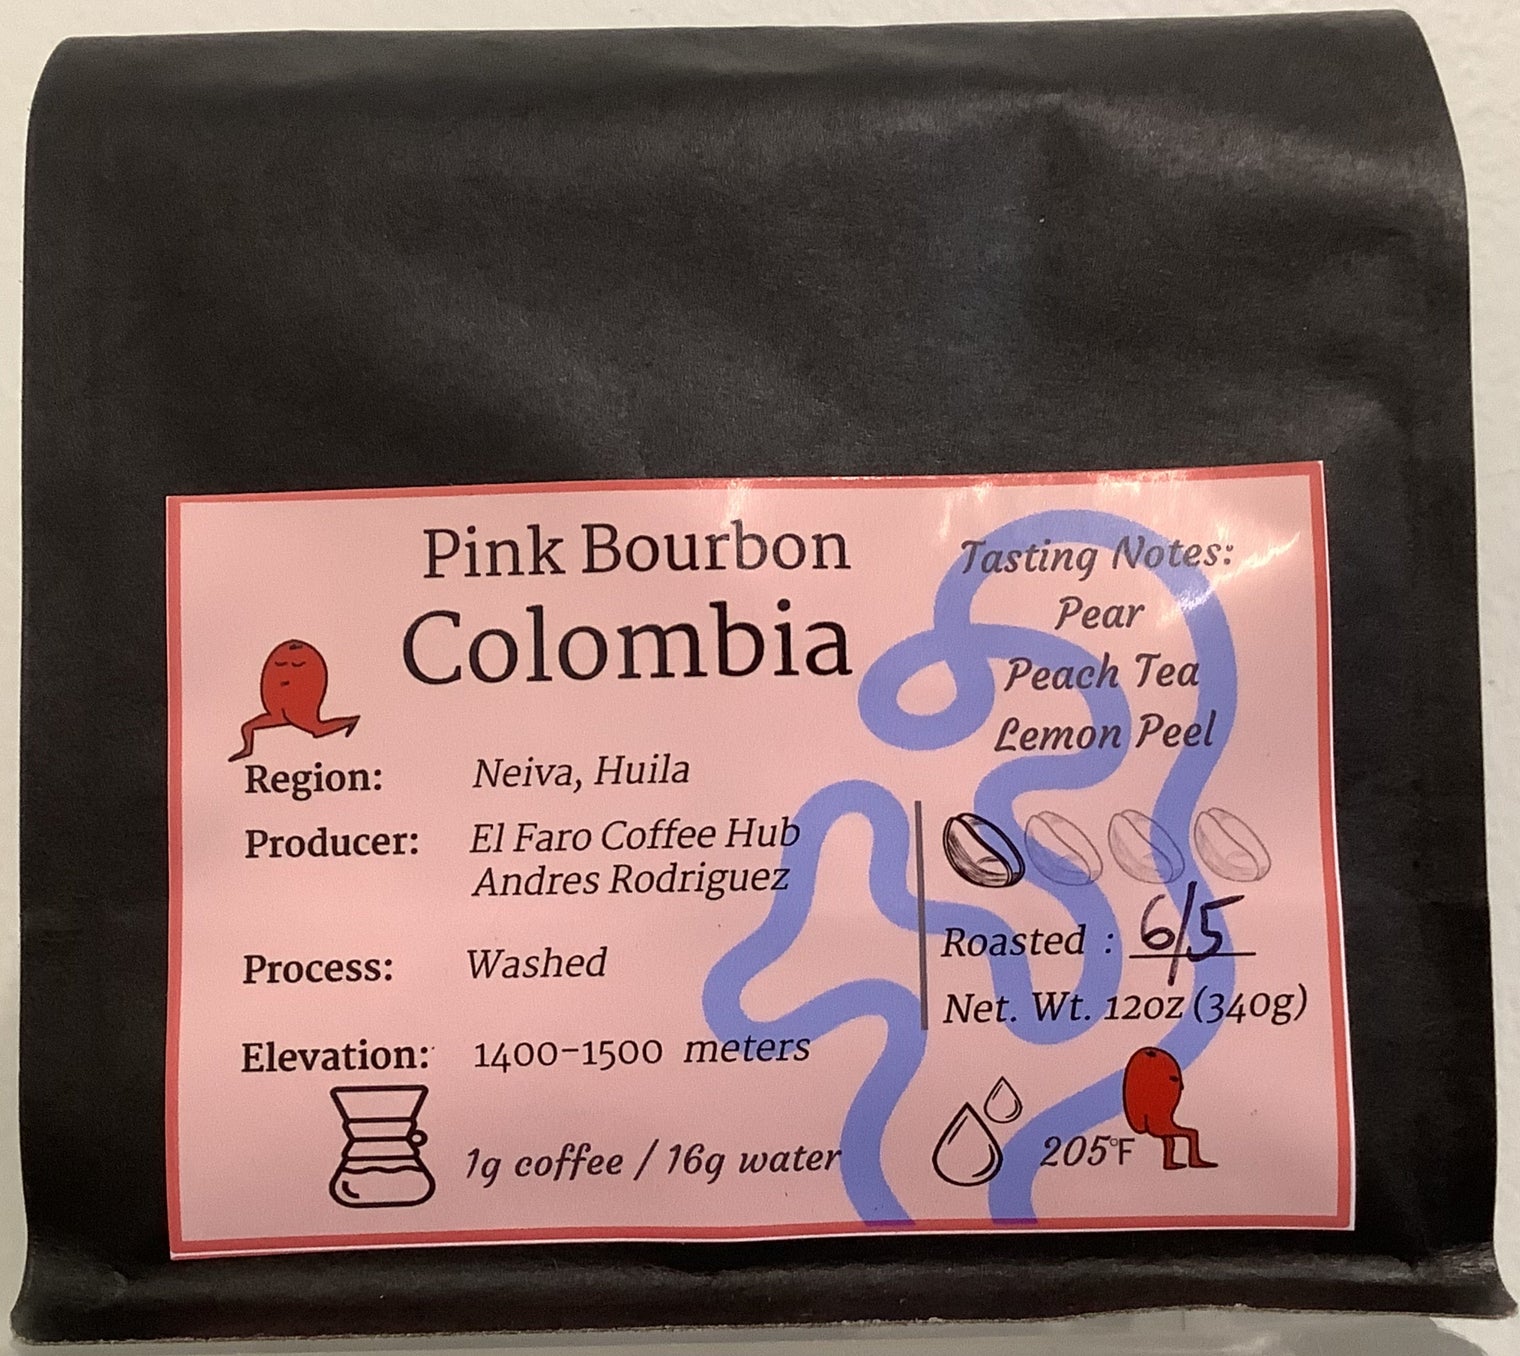 Pink Bourbon
Colombia
Region: Neiva, Huila
Producer: El Faro Coffee Hub
Andres Rodriguez
Process: Washed
Elevation: 1400-1500 meters
1g coffee / 16g water
Tasting Notes:
Pear
Peach Tea
Lemon Peel
Roasted : 6/5
Net. Wt. 12oz (340g)
205°F